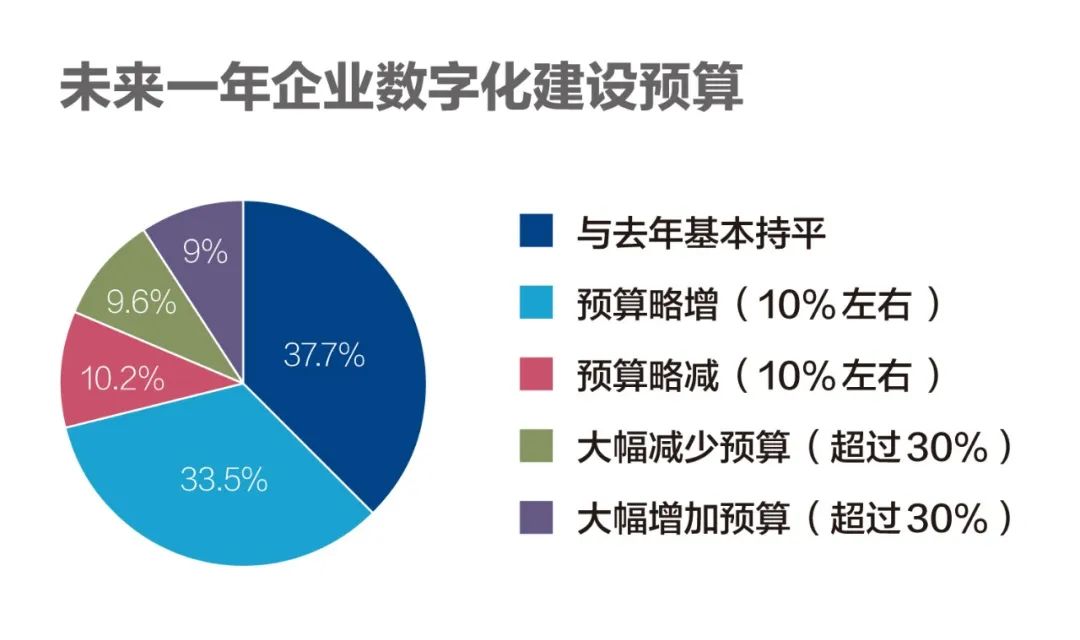 未来一年企业数字化建设预算
9%
9.6%
10.2%
37.7%
33.5%
与去年基本持平
预算略增（10%左右）
预算略减（10%左右）
大幅减少预算（超过30%）
大幅增加预算（超过30%）